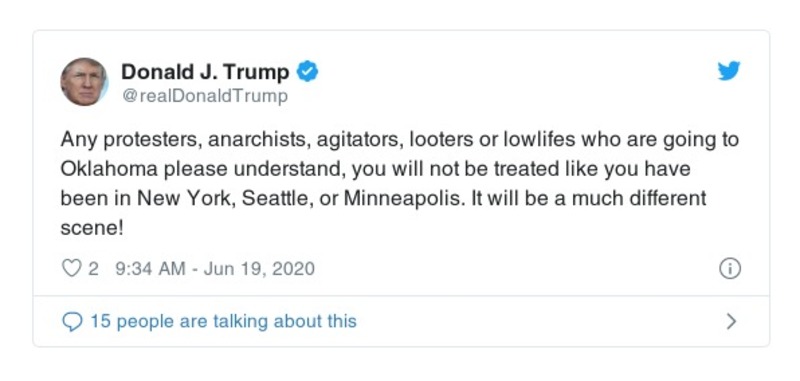 Donald J. Trump
@realDonaldTrump
Any protesters, anarchists, agitators, looters or lowlifes who are going to
Oklahoma please understand, you will not be treated like you have
been in New York, Seattle, or Minneapolis. It will be a much different
scene!
2 9:34 AM - Jun 19, 2020
15 people are talking about this